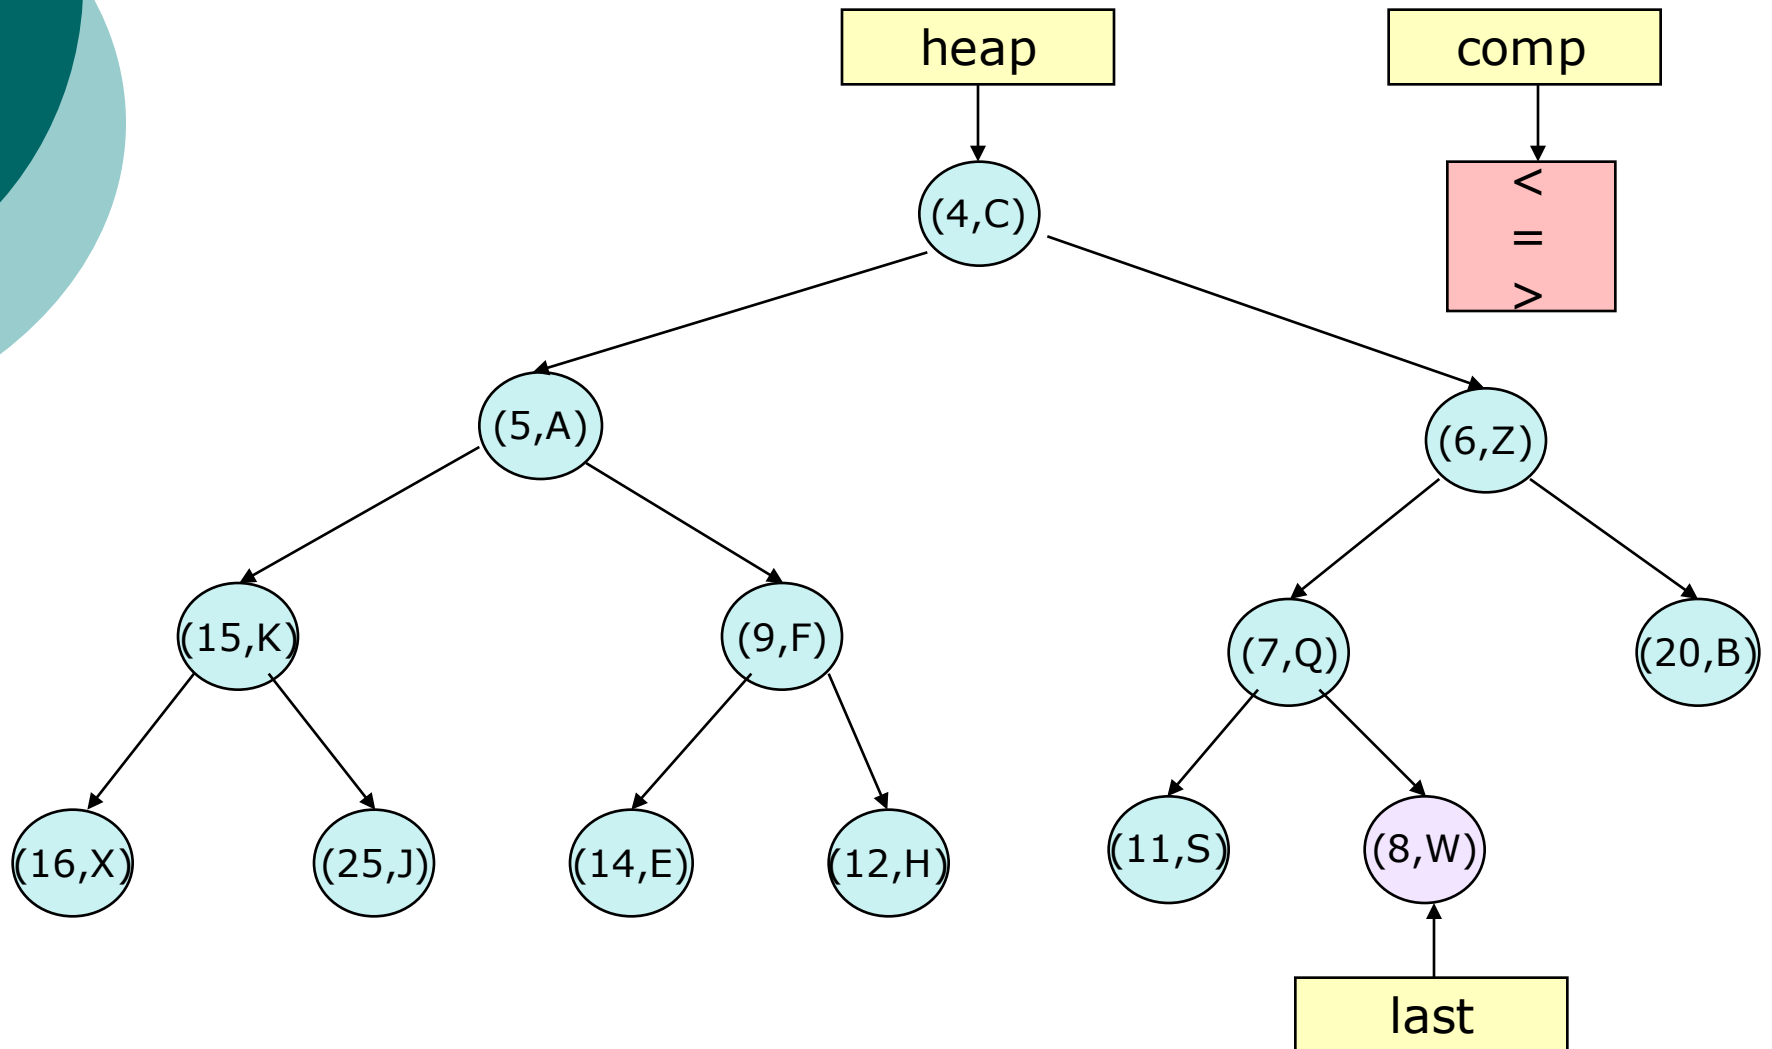 heap
comp
<
=
>
(4,C)
(5,A)
(6,Z)
(15,K)
(9,F)
(7,Q)
(20,B)
(16,X)
(25,J)
(14,E)
(12,H)
(11,S)
(8,W)
last